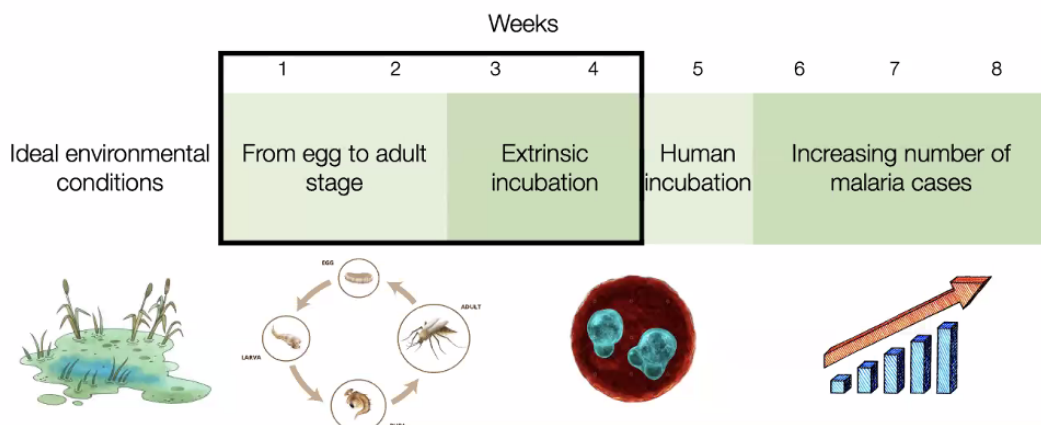 Weeks
1 2 3 4 5 6 7 8
Ideal environmental
conditions
From egg to adult
stage
Extrinsic
incubation
Human
incubation
Increasing number of
malaria cases
EGG
ADULT
LARVA